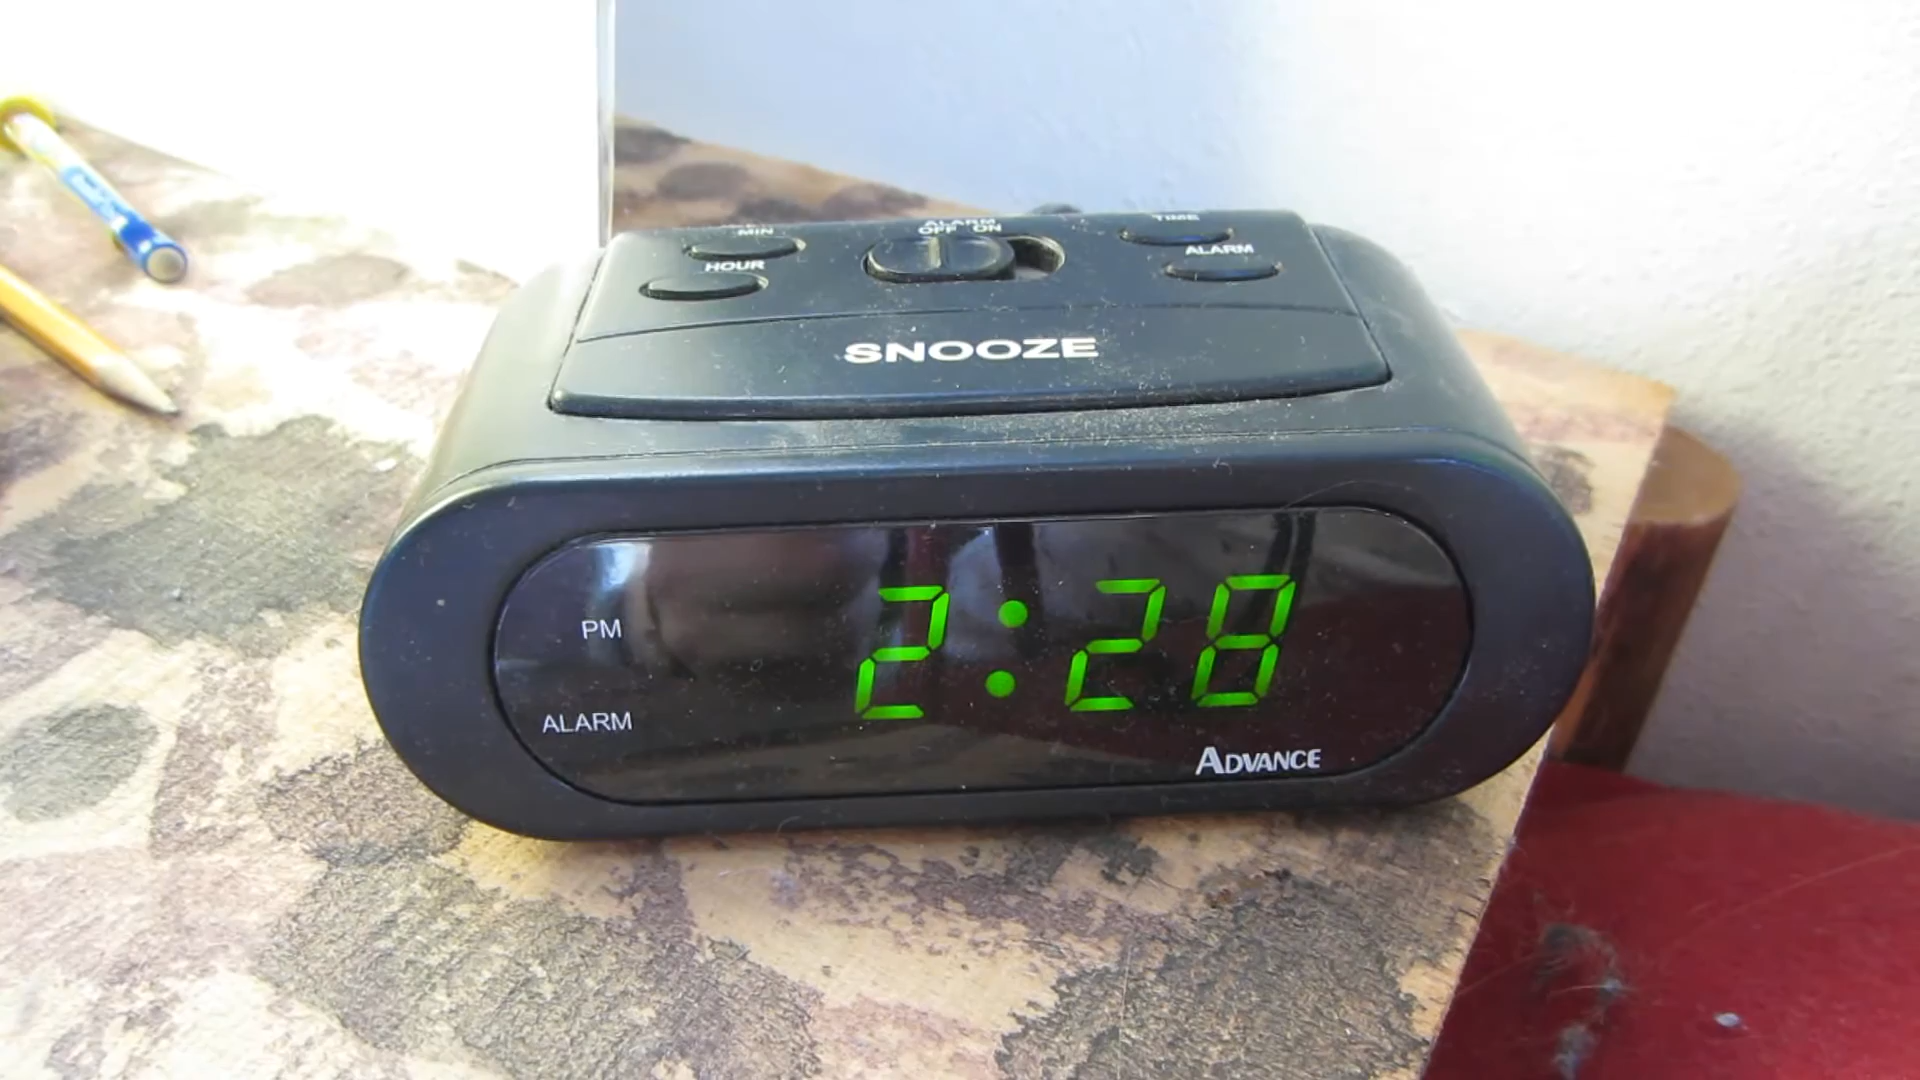 ALARM
OFF ON
MIN
HOUR
TIME
ALARM
SNOOZE
PM
2:28
ALARM
ADVANCE